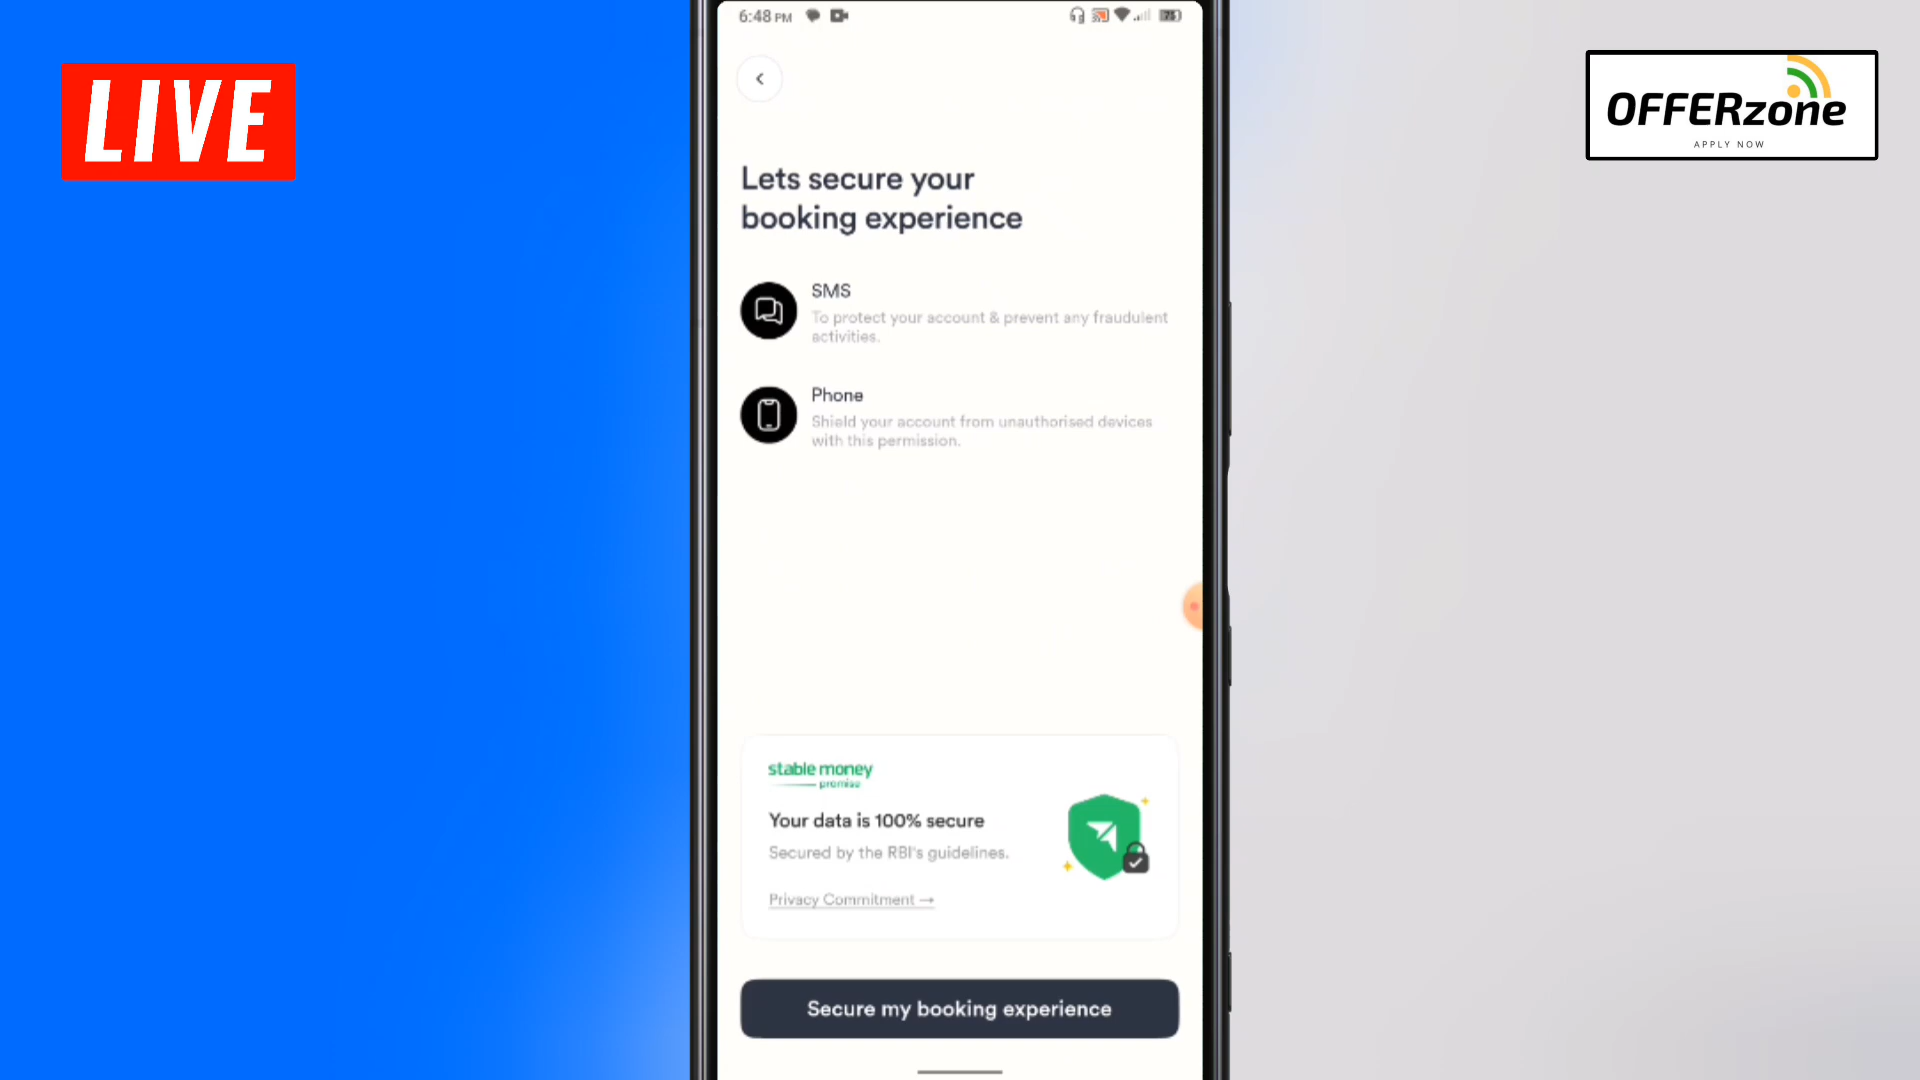 LIVE
6:48 PM
75
OFFERzone
APPLY NOW
Lets secure your
booking experience
SMS
To protect your account & prevent any fraudulent
activities.
Phone
Shield your account from unauthorised devices
with this permission.
stable money
promise
Your data is 100% secure
Secured by the RBI's guidelines.
Privacy Commitment →
Secure my booking experience